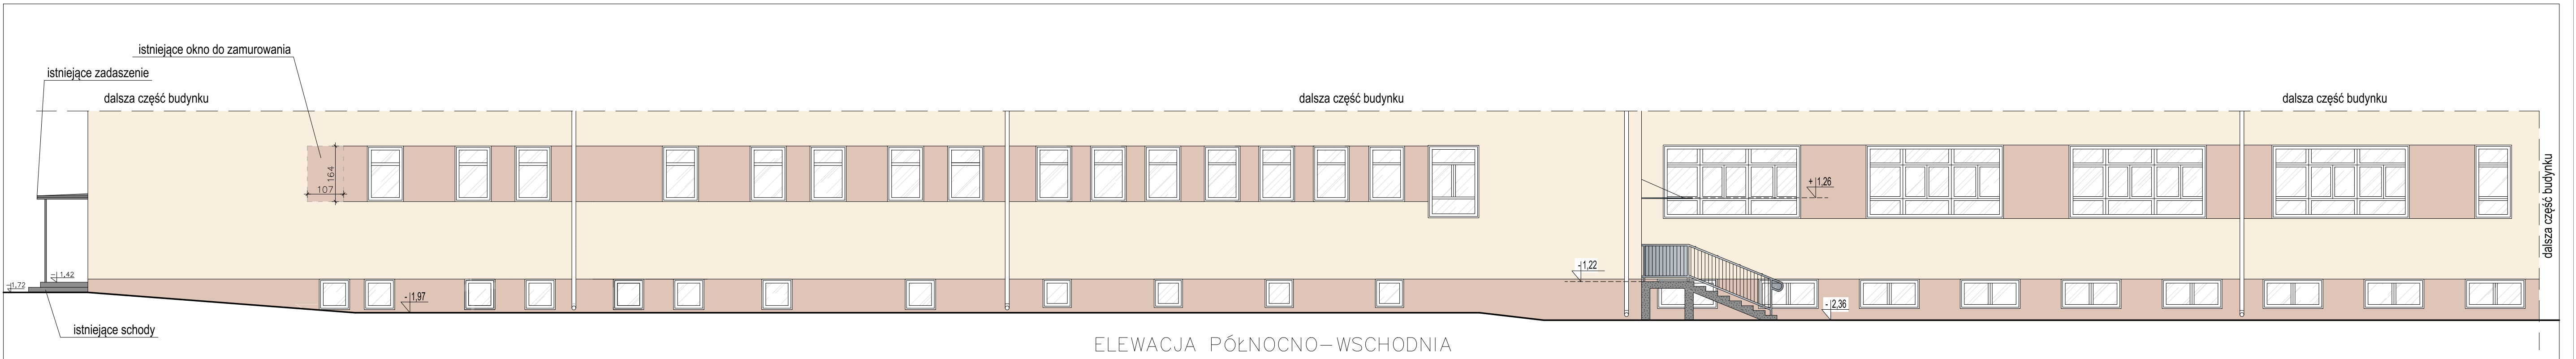 istniejące okno do zamurowania
istniejące zadaszenie
dalsza część budynku
dalsza część budynku
dalsza część budynku
dalsza część budynku
164
107
+ 1,26
- 1,22
- 1,42
- 1,72
- 1,97
- 2,36
istniejące schody
ELEWACJA PÓŁNOCNO–WSCHODNIA